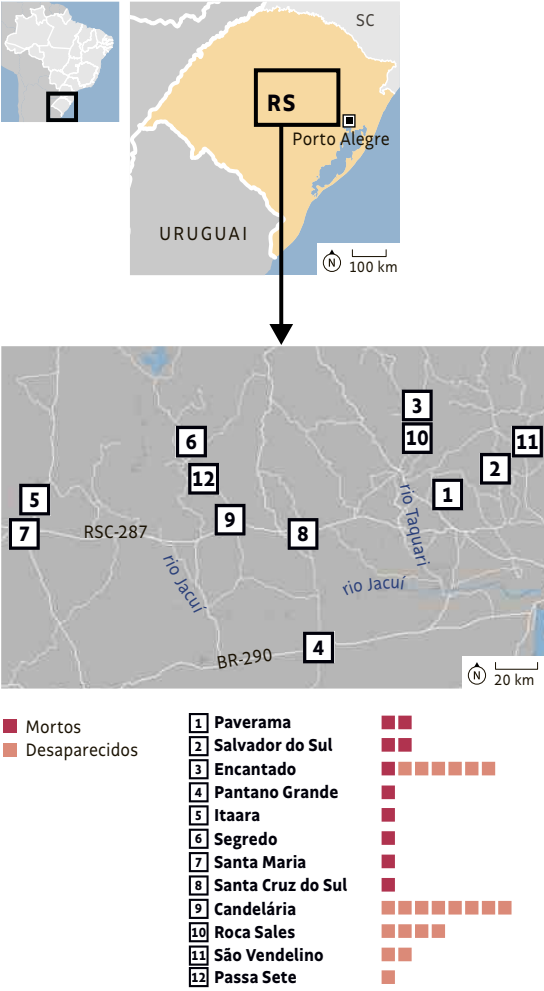 SC
RS
Porto Alegre
URUGUAI
N
100 km
3
6
10
11
12
2
5
1
9
7
RSC-287
8
rio Taquari
rio Jacuí
rio Jacuí
4
BR-290
N
20 km
Mortos
Desaparecidos
1 Paverama
2 Salvador do Sul
3 Encantado
4 Pantano Grande
5 Itaara
6 Segredo
7 Santa Maria
8 Santa Cruz do Sul
9 Candelária
10 Roca Sales
11 São Vendelino
12 Passa Sete